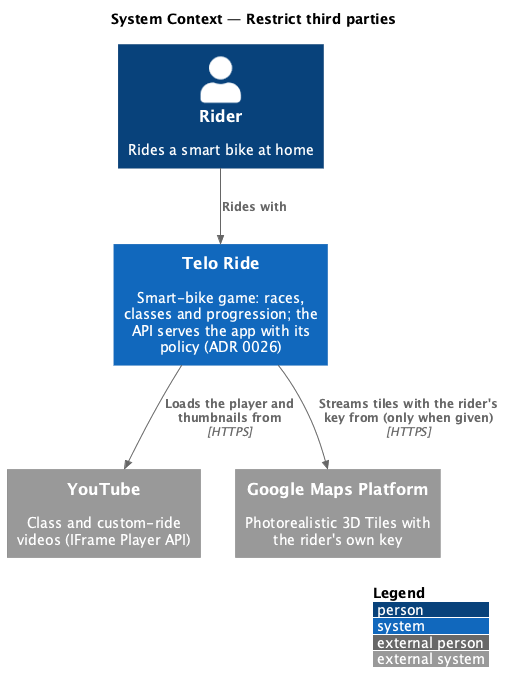 System Context — Restrict third parties
Rider
Rides a smart bike at home
Rides with
Telo Ride
Smart-bike game: races,
classes and progression; the
API serves the app with its
policy (ADR 0026)
Loads the player and
thumbnails from
[HTTPS]
Streams tiles with the rider's
key from (only when given)
[HTTPS]
YouTube
Class and custom-ride
videos (IFrame Player API)
Google Maps Platform
Photorealistic 3D Tiles with
the rider's own key
Legend
person
system
external person
external system